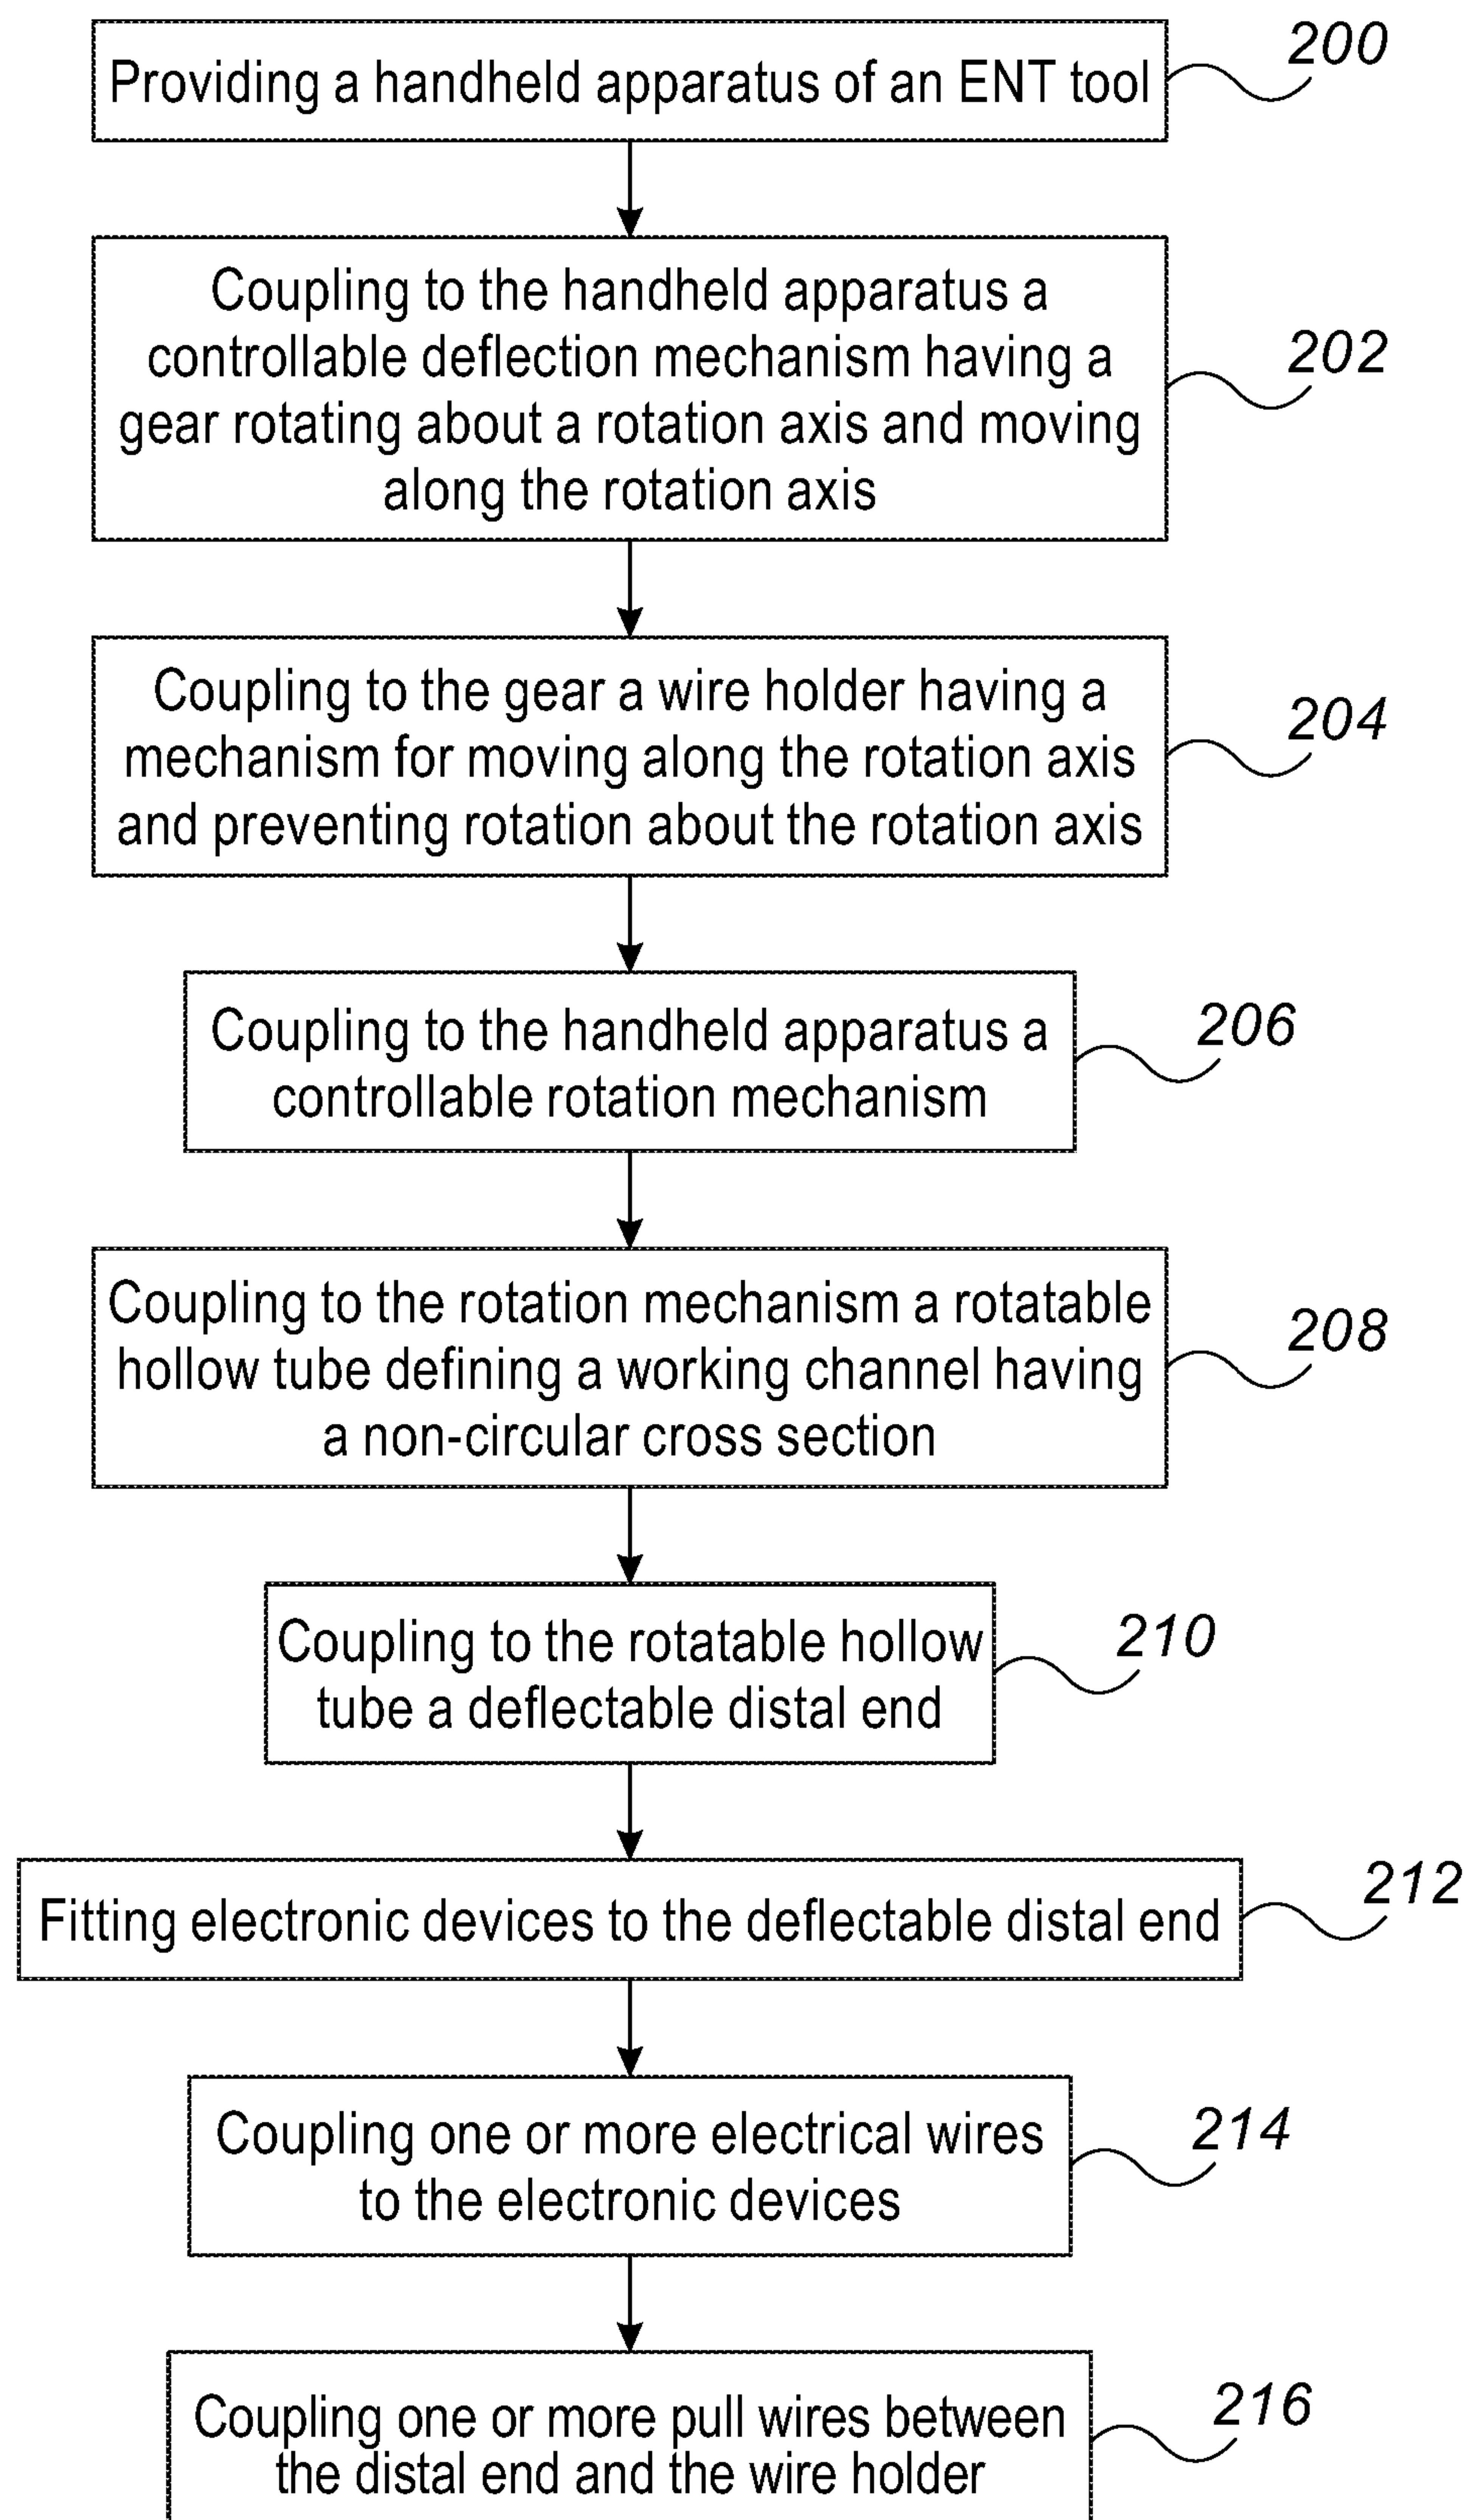 Providing a handheld apparatus of an ENT tool
200
Coupling to the handheld apparatus a
controllable deflection mechanism having a
gear rotating about a rotation axis and moving
along the rotation axis
202
Coupling to the gear a wire holder having a
mechanism for moving along the rotation axis
and preventing rotation about the rotation axis
204
Coupling to the handheld apparatus a
controllable rotation mechanism
206
Coupling to the rotation mechanism a rotatable
hollow tube defining a working channel having
a non-circular cross section
208
Coupling to the rotatable hollow
tube a deflectable distal end
210
Fitting electronic devices to the deflectable distal end
212
Coupling one or more electrical wires
to the electronic devices
214
Coupling one or more pull wires between
the distal end and the wire holder
216